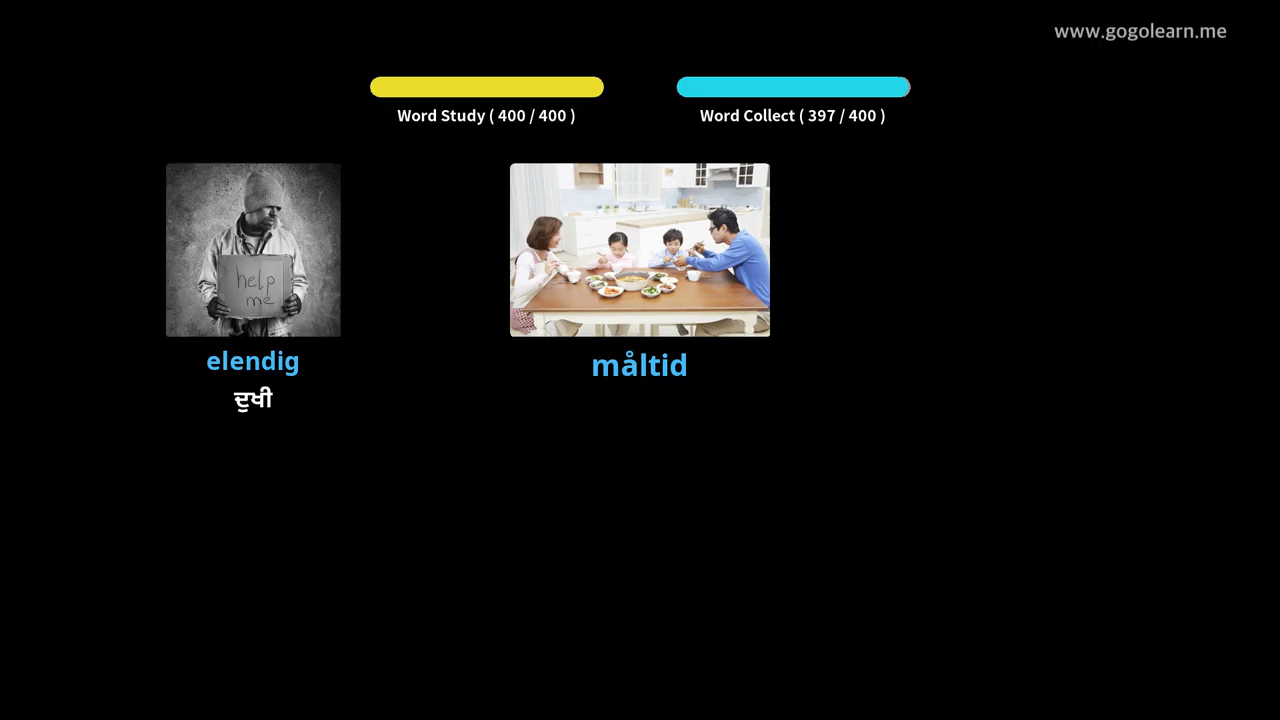 www.gogolearn.me
Word Study ( 400 / 400 )
Word Collect ( 397 / 400 )
help
me
elendig
ਦੁਖੀ
måltid